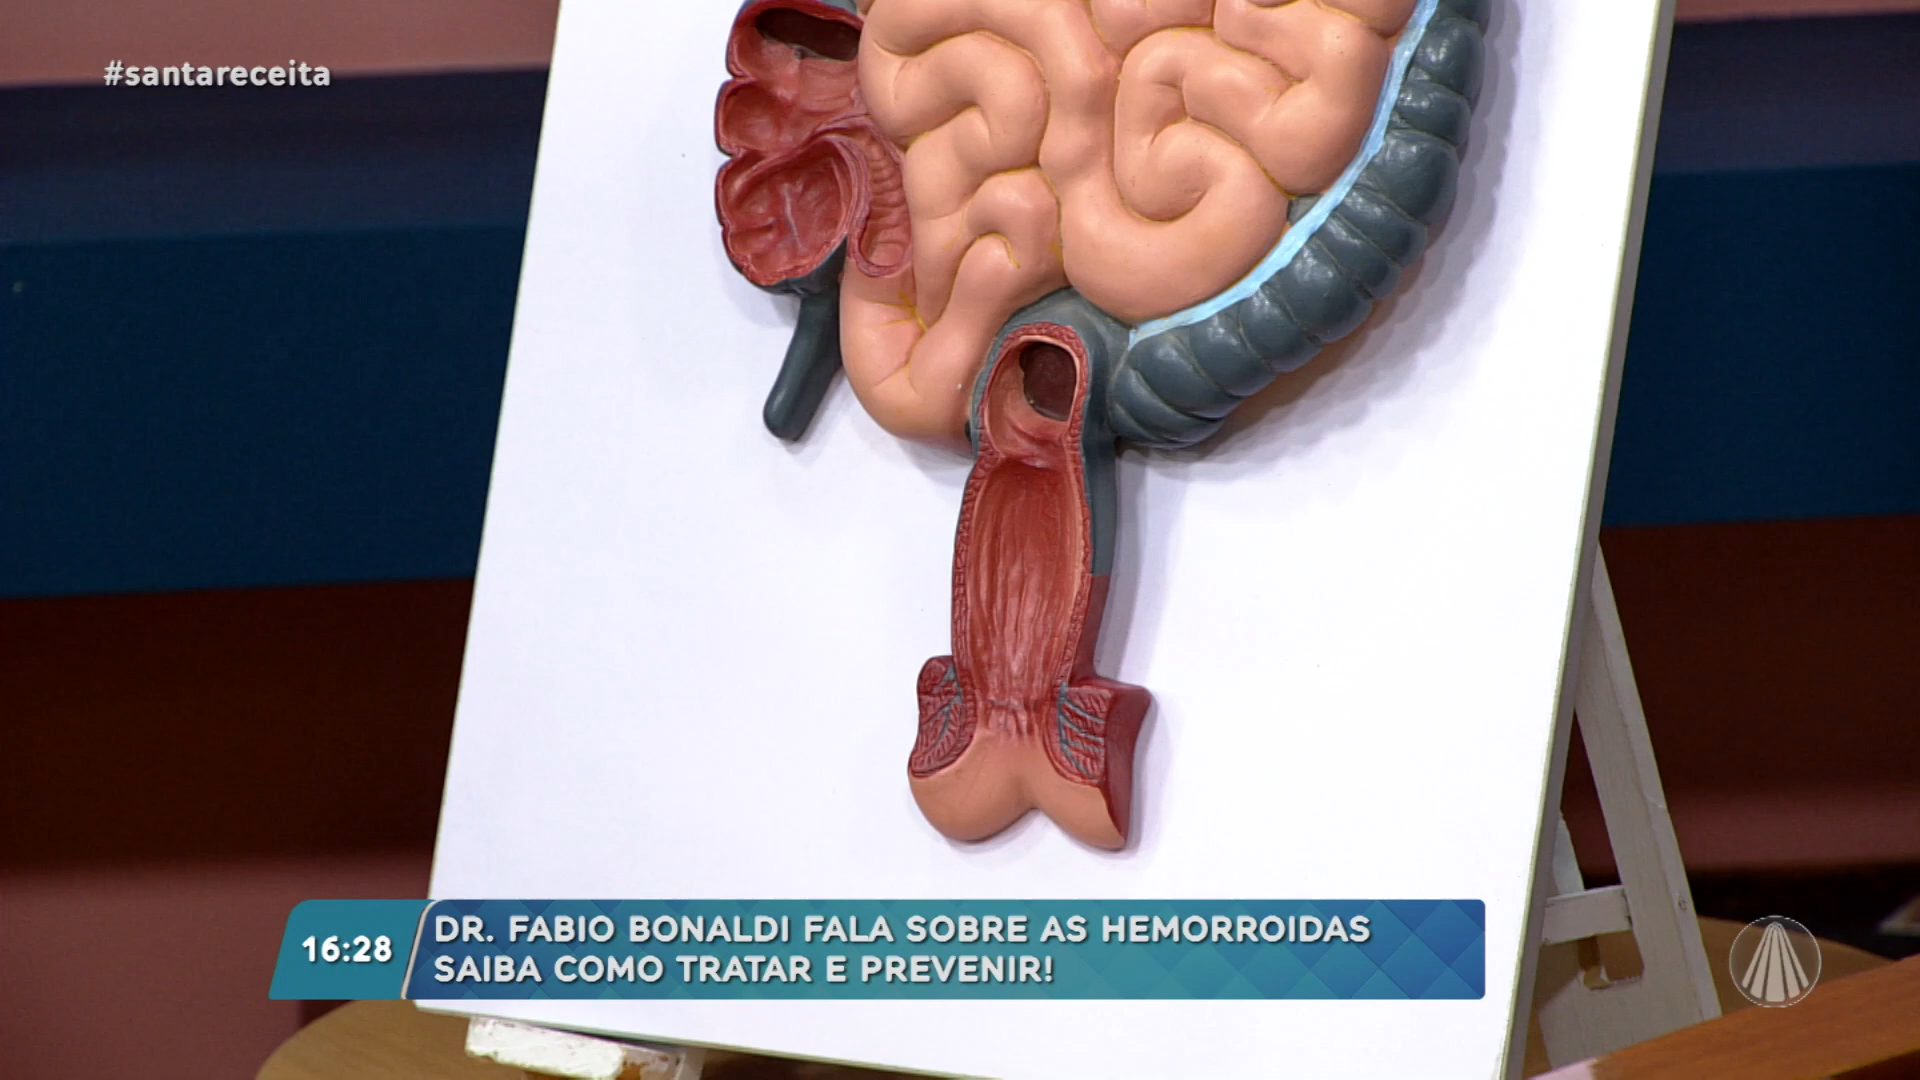 #santareceita
16:28
DR. FABIO BONALDI FALA SOBRE AS HEMORROIDAS
SAIBA COMO TRATAR E PREVENIR!